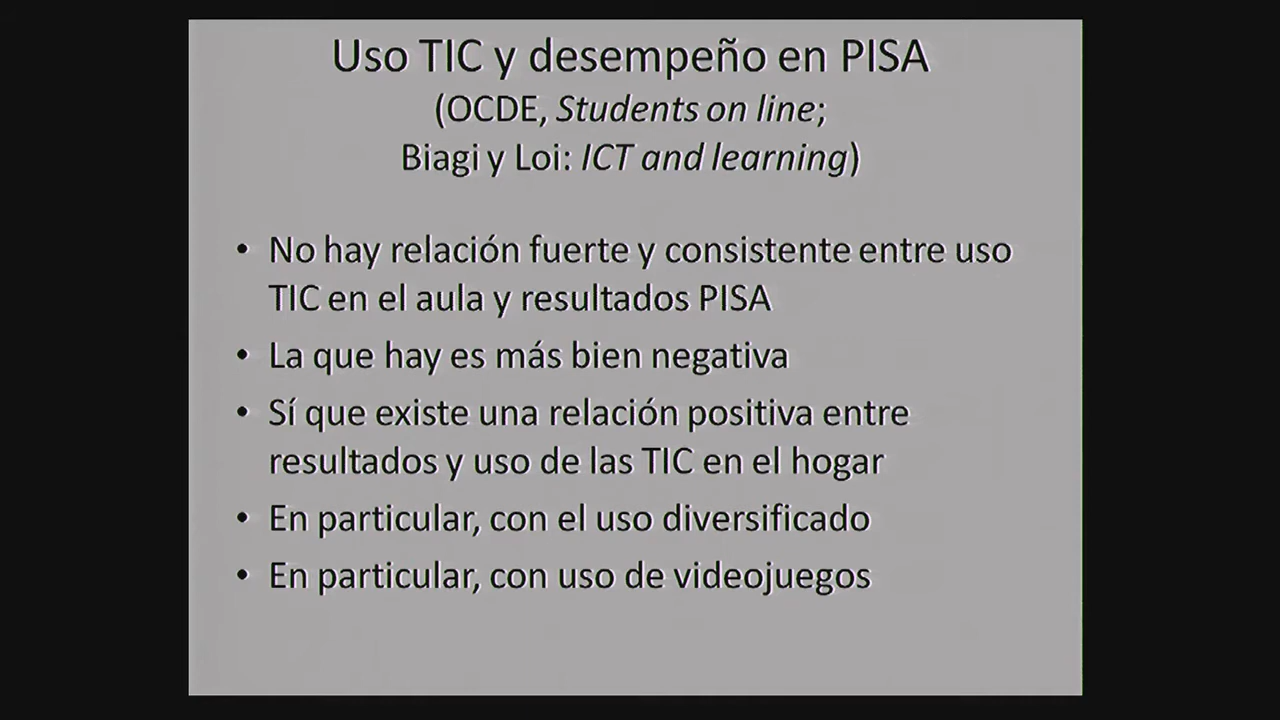 Uso TIC y desempeño en PISA
(OCDE, Students on line;
Biagi y Loi: ICT and learning)
• No hay relación fuerte y consistente entre uso
TIC en el aula y resultados PISA
• La que hay es más bien negativa
• Sí que existe una relación positiva entre
resultados y uso de las TIC en el hogar
• En particular, con el uso diversificado
• En particular, con uso de videojuegos